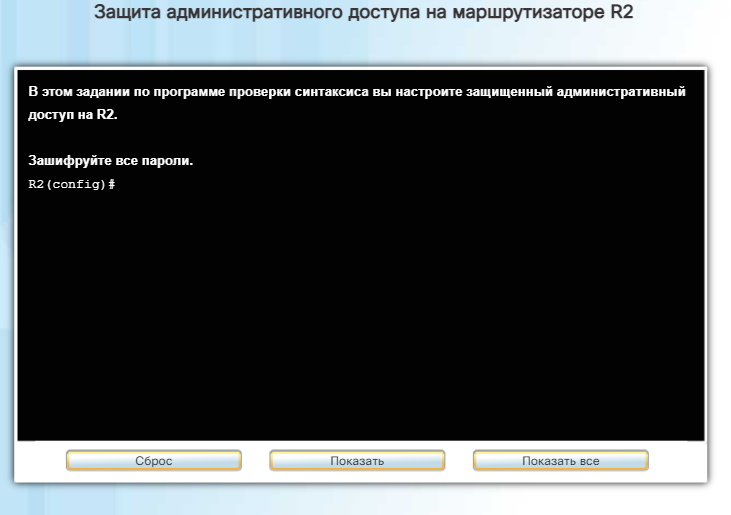 Защита административного доступа на маршрутизаторе R2
В этом задании по программе проверки синтаксиса вы настроите защищенный административный
доступ на R2.
Зашифруйте все пароли.
R2(config)#
Сброс
Показать
Показать все